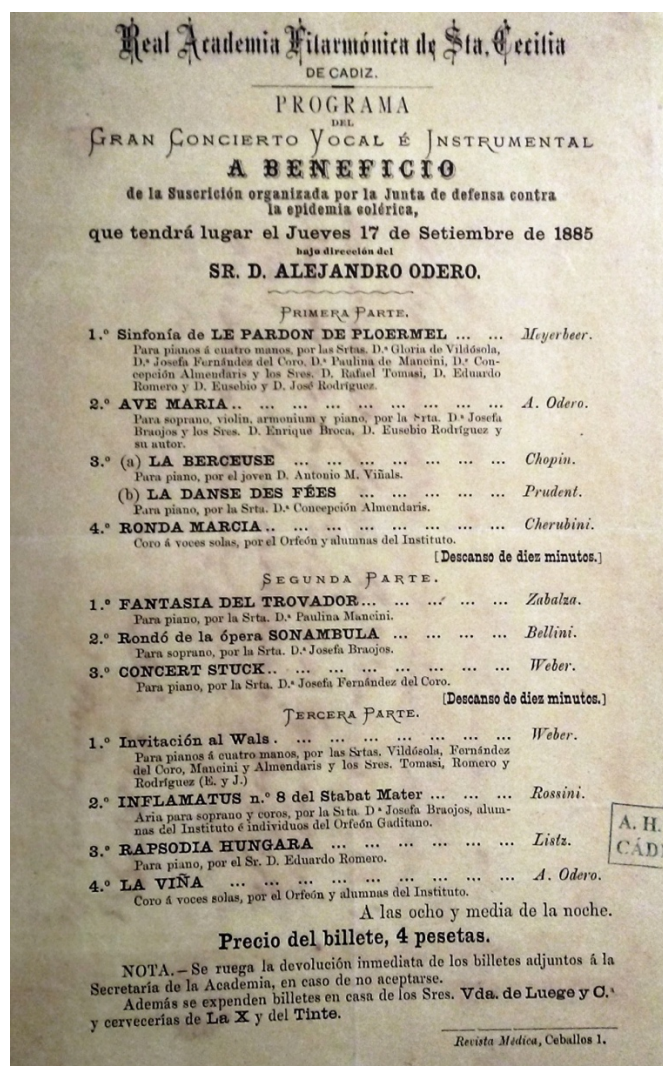 Real Academia Filarmónica de Sta. Cecilia
DE CADIZ.
PROGRAMA
DEL
GRAN CONCIERTO VOCAL É INSTRUMENTAL
A BENEFICIO
de la Suscrición organizada por la Junta de defensa contra
la epidemia colérica,
que tendrá lugar el Jueves 17 de Setiembre de 1885
bajo dirección del
SR. D. ALEJANDRO ODERO.
PRIMERA PARTE.
1.º Sinfonía de LE PARDON DE PLOERMEL ... ... Meyerbeer.
Para pianos á cuatro manos, por las Srtas. D.ª Gloria de Vildósola,
D.ª Josefa Fernández del Coro, D.ª Paulina de Mancini, D.ª Con-
cepción Almendaris y los Sres. D. Rafael Tomasi, D. Eduardo
Romero y D. Eusebio y D. José Rodríguez.
2.º AVE MARIA.. ... ... ... ... ... ... ... ... A. Odero.
Para soprano, violin, armonium y piano, por la Srta. D.ª Josefa
Braojos y los Sres. D. Enrique Broca, D. Eusebio Rodríguez y
su autor.
3.º (a) LA BERCEUSE ... ... ... ... ... ... ... Chopin.
Para piano, por el joven D. Antonio M. Viñals.
(b) LA DANSE DES FÉES ... ... ... ... ... Prudent.
Para piano, por la Srta. D.ª Concepción Almendaris.
4.º RONDA MARCIA.. ... ... ... ... ... ... ... Cherubini.
Coro á voces solas, por el Orfeón y alumnas del Instituto.
[Descanso de diez minutos.]
SEGUNDA PARTE.
1.º FANTASIA DEL TROVADOR... ... ... ... ... Zabalza.
Para piano, por la Srta. D.ª Paulina Mancini.
2.º Rondó de la ópera SONAMBULA ... ... ... ... Bellini.
Para soprano, por la Srta. D.ª Josefa Braojos.
3.º CONCERT STUCK.. ... ... ... ... ... ... ... Weber.
Para piano, por la Srta. D.ª Josefa Fernández del Coro.
[Descanso de diez minutos.]
TERCERA PARTE.
1.º Invitación al Wals . ... ... ... ... ... ... ... Weber.
Para pianos á cuatro manos, por las Srtas, Vildósola, Fernández
del Coro, Mancini y Almendaris y los Sres. Tomasi, Romero y
Rodríguez (E. y J.)
2.º INFLAMATUS n.º 8 del Stabat Mater ... ... ... Rossini.
Aria para soprano y coros, por la Srta. D ª Josefa Braojos, alum-
nas del Instituto é individuos del Orfeón Gaditano.
3.º RAPSODIA HUNGARA ... ... ... ... ... ... Listz.
Para piano, por el Sr. D. Eduardo Romero.
4.º LA VIÑA ... ... ... ... ... ... ... ... ... A. Odero.
Coro á voces solas, por el Orfeón y alumnas del Instituto.
A las ocho y media de la noche.
Precio del billete, 4 pesetas.
NOTA.—Se ruega la devolución inmediata de los billetes adjuntos á la
Secretaría de la Academia, en caso de no aceptarse.
Además se expenden billetes en casa de los Sres. Vda. de Luege y C.ª
y cervecerías de La X y del Tinte.
Revista Médica, Ceballos 1.
A. H.
CÁDI